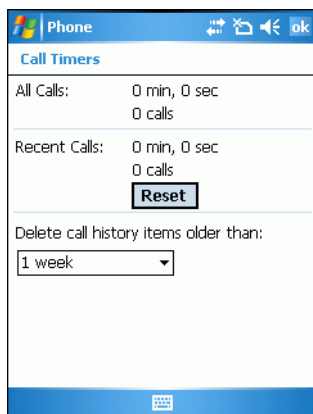 Phone
ok
Call Timers
All Calls: 0 min, 0 sec
0 calls
Recent Calls: 0 min, 0 sec
0 calls
Reset
Delete call history items older than:
1 week